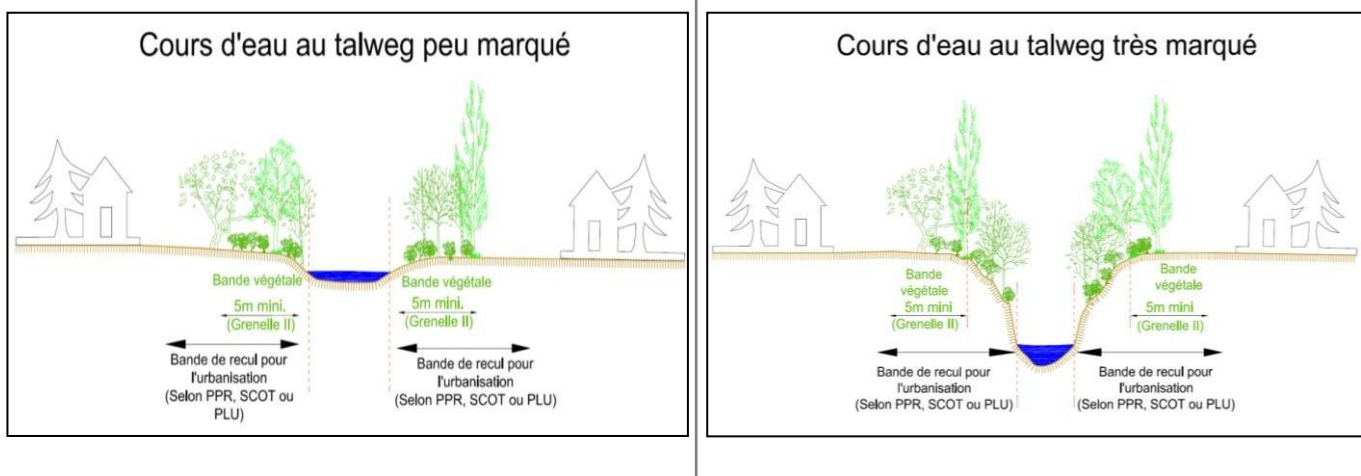 Cours d'eau au talweg peu marqué
Bande végétale
5m mini.
(Grenelle II)
Bande de recul pour
l'urbanisation
(Selon PPR, SCOT ou
PLU)
Bande végétale
5m mini.
(Grenelle II)
Bande de recul pour
l'urbanisation
(Selon PPR, SCOT ou PLU)
Cours d'eau au talweg très marqué
Bande
végétale
5m mini
(Grenelle II)
Bande de recul pour
l'urbanisation
(Selon PPR, SCOT ou PLU)
Bande
végétale
5m mini
(Grenelle II)
Bande de recul pour
l'urbanisation
(Selon PPR, SCOT ou PLU)